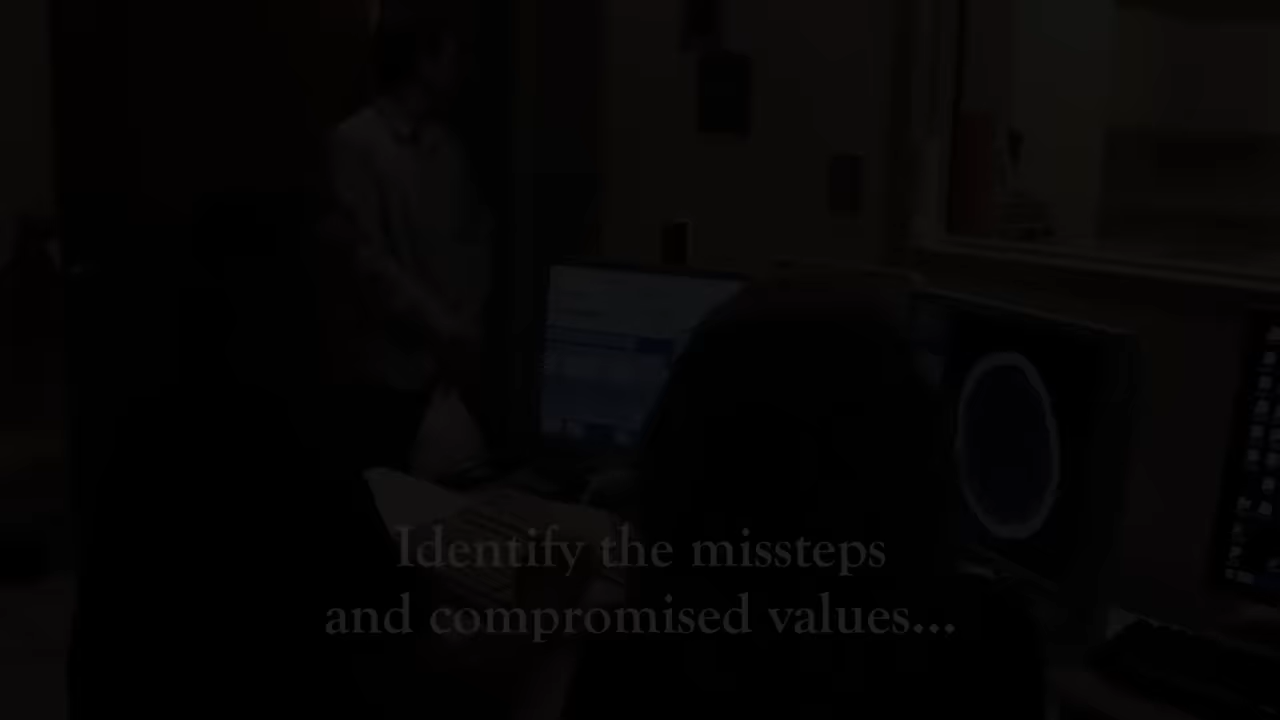 Identify the missteps
and compromised values...